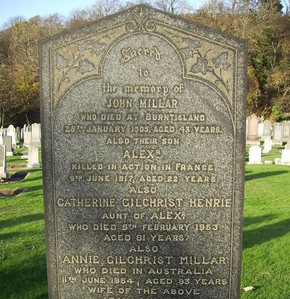 Sacred
to
the memory of
JOHN MILLAR
WHO DIED AT BURNTISLAND
25TH JANUARY 1905, AGED 43 YEARS.
ALSO THEIR SON
ALEXR
KILLED IN ACTION IN FRANCE
9TH JUNE 1917, AGED 22 YEARS.
ALSO
CATHERINE GILCHRIST HENRIE
AUNT OF ALEXR
WHO DIED 5TH FEBRUARY 1953
AGED 81 YEARS.
ALSO
ANNIE GILCHRIST MILLAR
WHO DIED IN AUSTRALIA
11TH JUNE 1954, AGED 93 YEARS
WIFE OF THE ABOVE